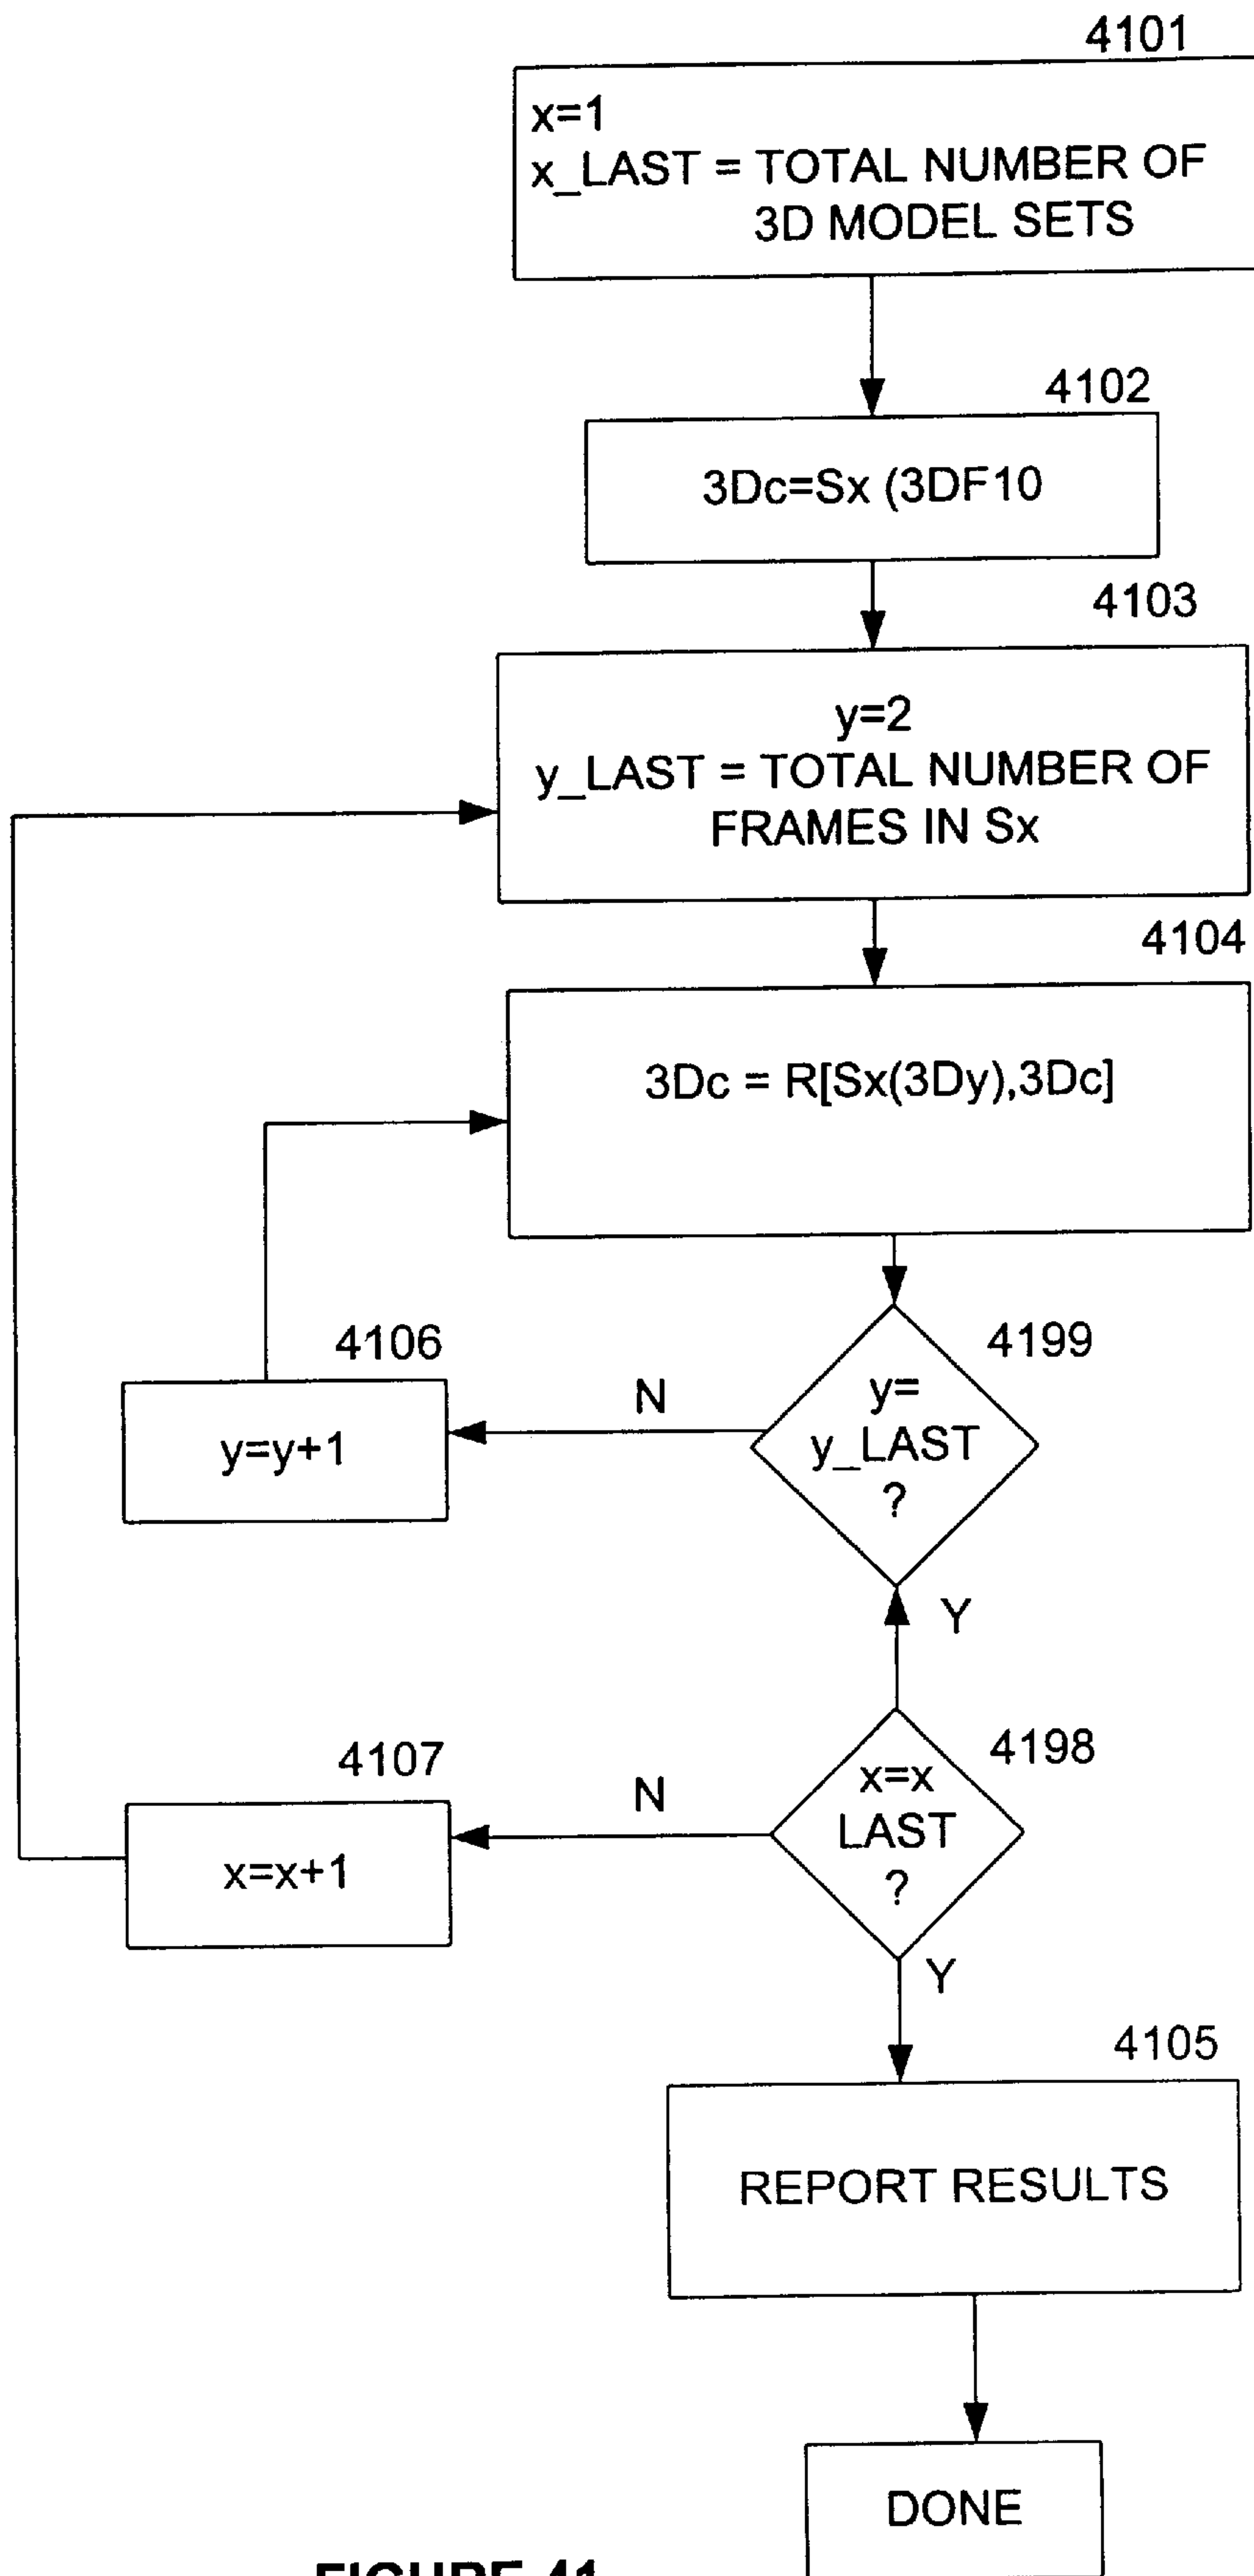 4101
x=1
x_LAST = TOTAL NUMBER OF
3D MODEL SETS
4102
3Dc=Sx (3DF10
4103
y=2
y_LAST = TOTAL NUMBER OF
FRAMES IN Sx
4104
3Dc = R[Sx(3Dy),3Dc]
4199
y=
y_LAST
?
N
4106
y=y+1
Y
4198
x=x
LAST
?
N
4107
x=x+1
Y
4105
REPORT RESULTS
DONE
FIGURE 41